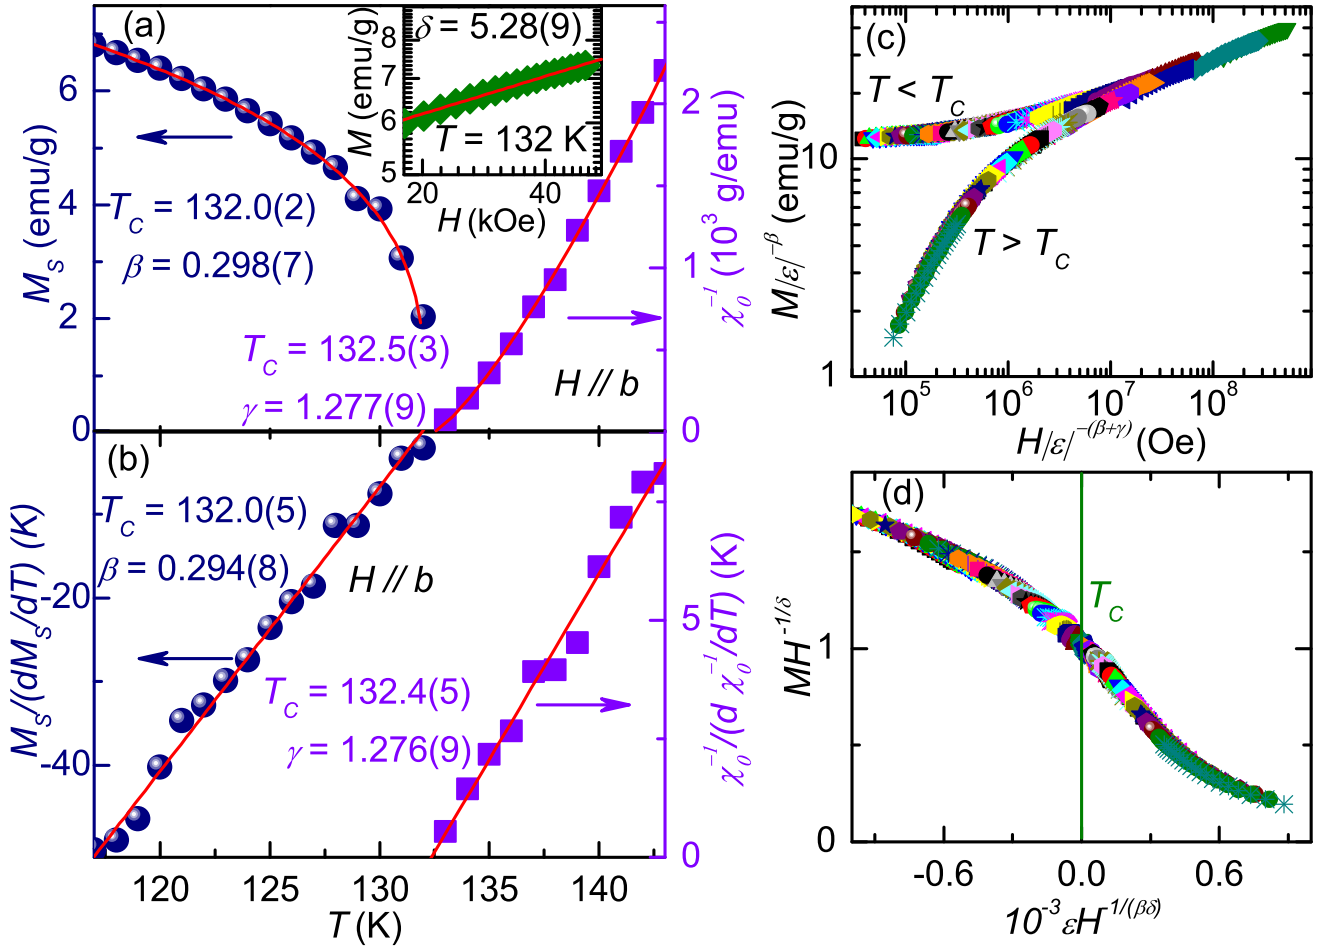 (a)
δ = 5.28(9)
T = 132 K
M (emu/g)
8
7
6
5
20
40
H (kOe)
M_S (emu/g)
6
4
2
0
T_C = 132.0(2)
β = 0.298(7)
T_C = 132.5(3)
γ = 1.277(9)
H // b
2
1
0
χ_0^{-1} (10^3 g/emu)
(b)
T_C = 132.0(5)
β = 0.294(8)
H // b
T_C = 132.4(5)
γ = 1.276(9)
M_S/(dM_S/dT) (K)
-20
-40
5
0
χ_0^{-1}/(d χ_0^{-1}/dT) (K)
120
125
130
135
140
T (K)
(c)
T < T_C
T > T_C
M/ε/^{-β} (emu/g)
10
1
10^5
10^6
10^7
10^8
H/ε/^{-(β+γ)} (Oe)
(d)
T_C
MH^{-1/δ}
1
0
-0.6
0.0
0.6
10^{-3} εH^{-1/(βδ)}